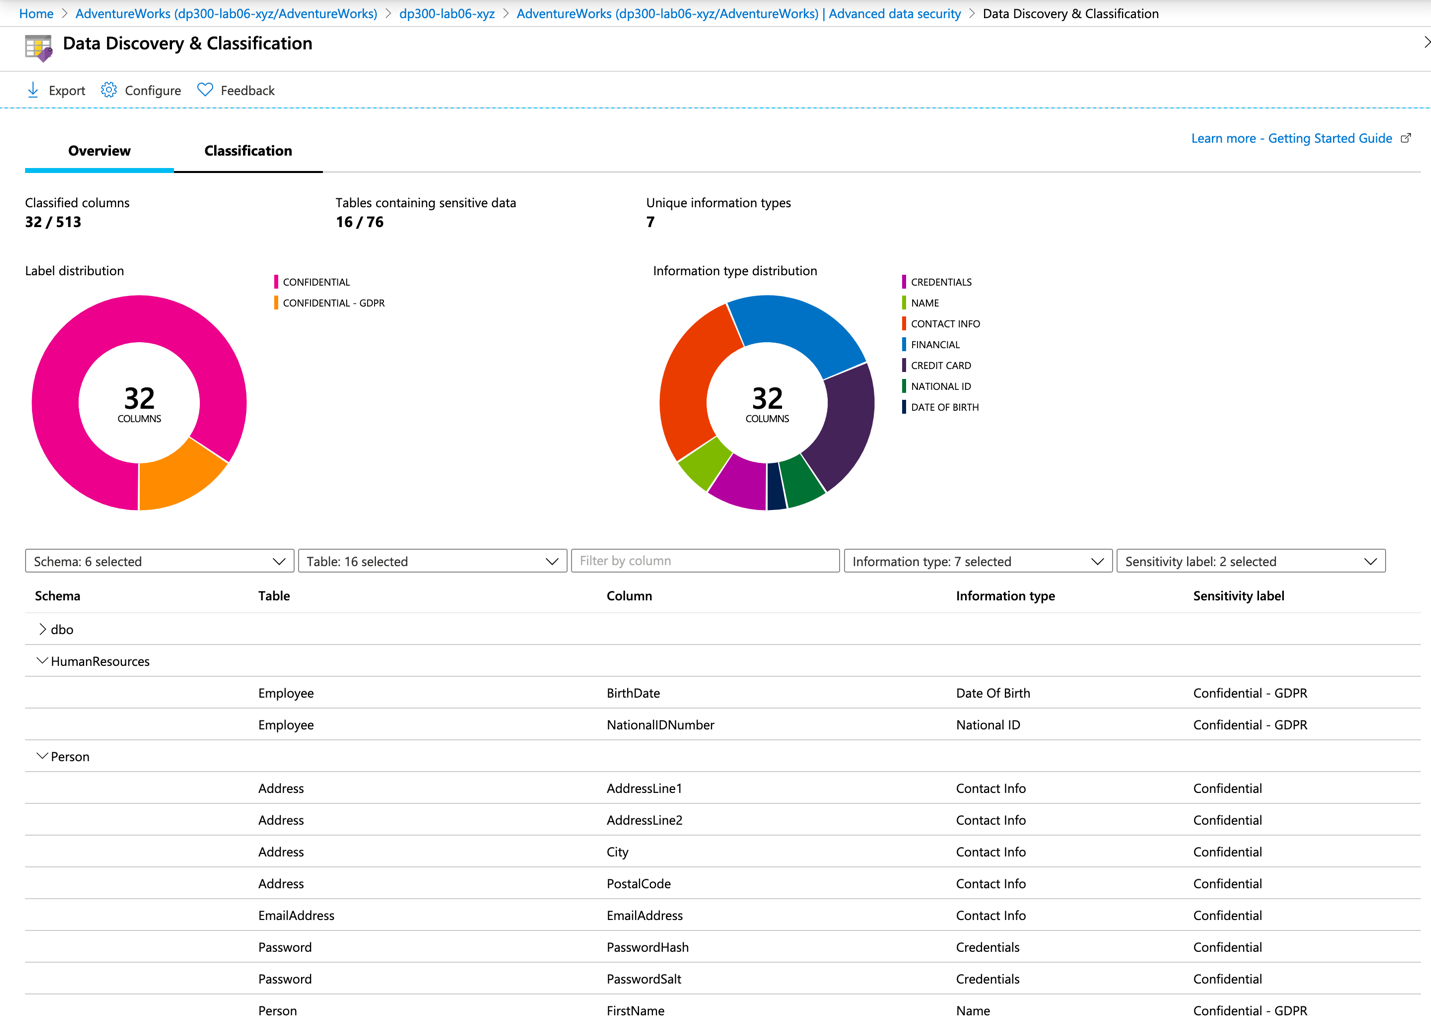 Home > AdventureWorks (dp300-lab06-xyz/AdventureWorks) > dp300-lab06-xyz > AdventureWorks (dp300-lab06-xyz/AdventureWorks) | Advanced data security > Data Discovery & Classification
Data Discovery & Classification
Export Configure Feedback
Learn more - Getting Started Guide
Overview Classification
Classified columns Tables containing sensitive data Unique information types
32 / 513 16 / 76 7
Label distribution
CONFIDENTIAL
CONFIDENTIAL - GDPR
32
COLUMNS
Information type distribution
CREDENTIALS
NAME
CONTACT INFO
FINANCIAL
CREDIT CARD
NATIONAL ID
DATE OF BIRTH
32
COLUMNS
Schema: 6 selected Table: 16 selected Filter by column Information type: 7 selected Sensitivity label: 2 selected
Schema Table Column Information type Sensitivity label
dbo
HumanResources
Employee BirthDate Date Of Birth Confidential - GDPR
Employee NationalIDNumber National ID Confidential - GDPR
Person
Address AddressLine1 Contact Info Confidential
Address AddressLine2 Contact Info Confidential
Address City Contact Info Confidential
Address PostalCode Contact Info Confidential
EmailAddress EmailAddress Contact Info Confidential
Password PasswordHash Credentials Confidential
Password PasswordSalt Credentials Confidential
Person FirstName Name Confidential - GDPR